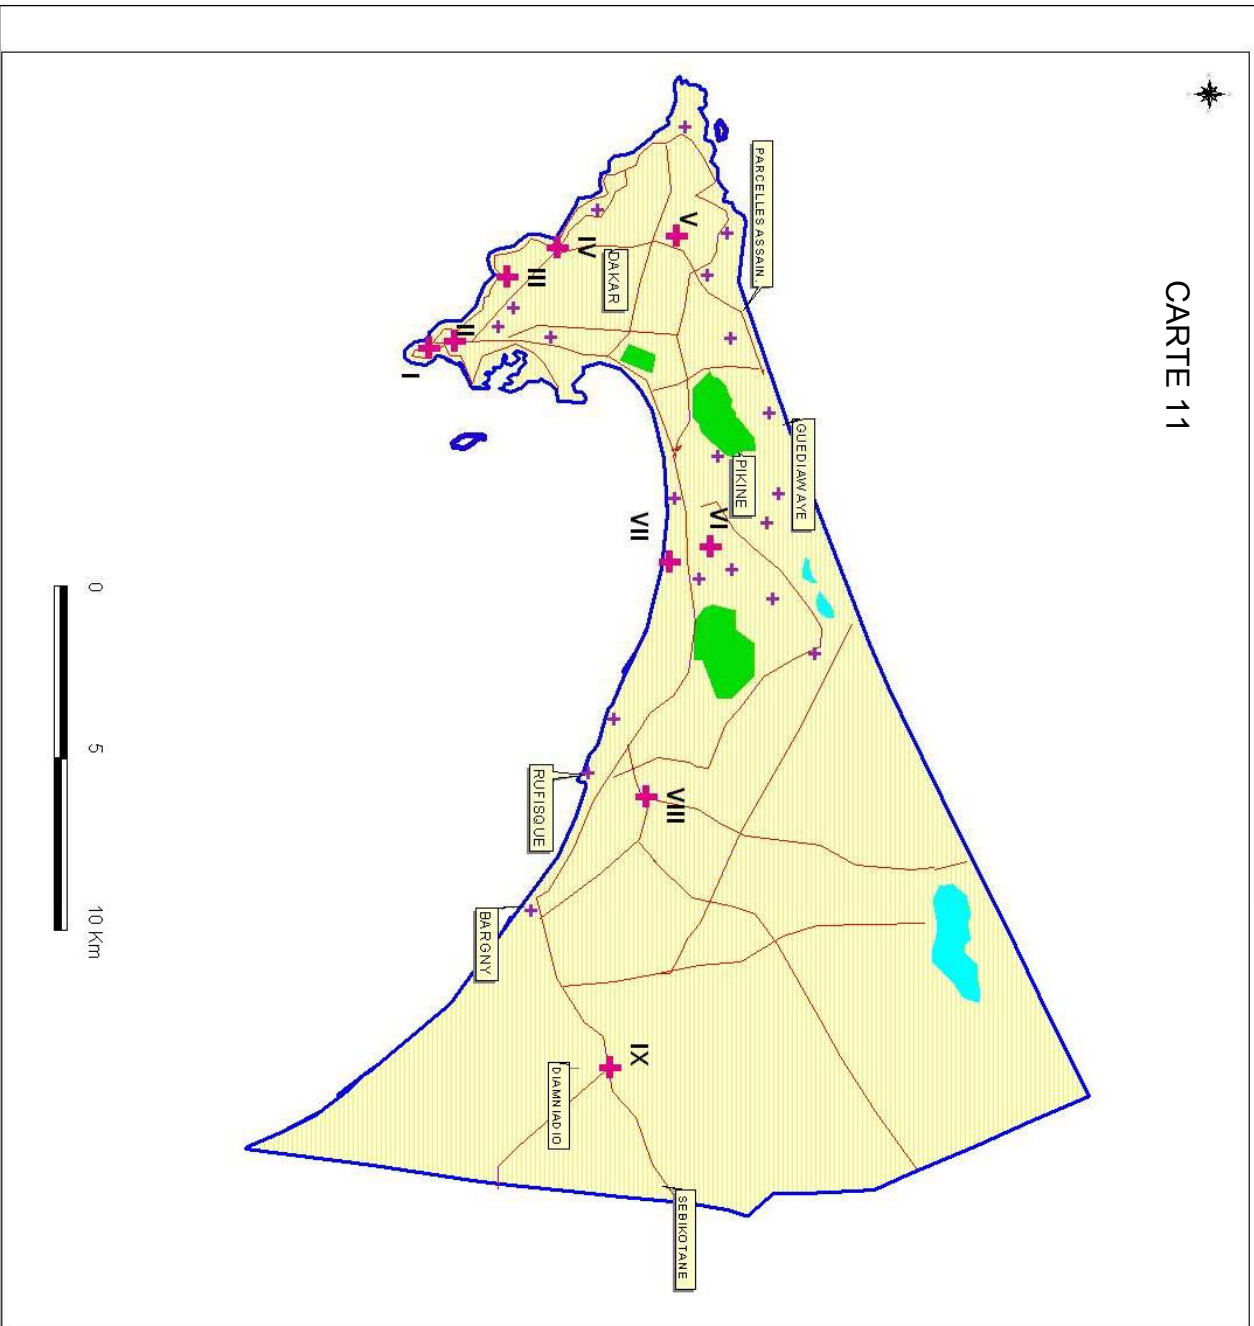 CARTE 11
PARCELLES ASSAIN
GUEDIAWAYE
V
IV
DAKAR
III
II
I
PIKINE
VI
VII
VIII
RUFISQUE
BARGNY
IX
DIAMNIADIO
SEBIKOTANE
0 5 10 Km